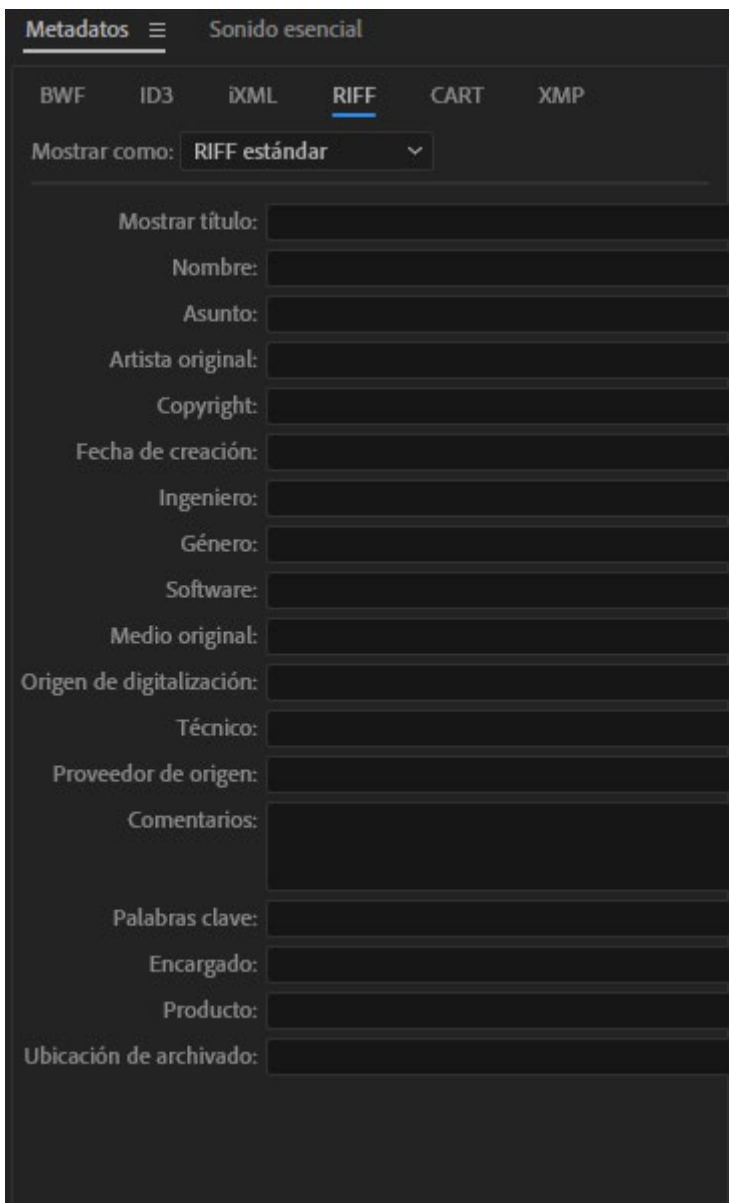 Metadatos Sonido esencial
BWF ID3 iXML RIFF CART XMP
Mostrar como: RIFF estándar
Mostrar título:
Nombre:
Asunto:
Artista original:
Copyright:
Fecha de creación:
Ingeniero:
Género:
Software:
Medio original:
Origen de digitalización:
Técnico:
Proveedor de origen:
Comentarios:
Palabras clave:
Encargado:
Producto:
Ubicación de archivado: